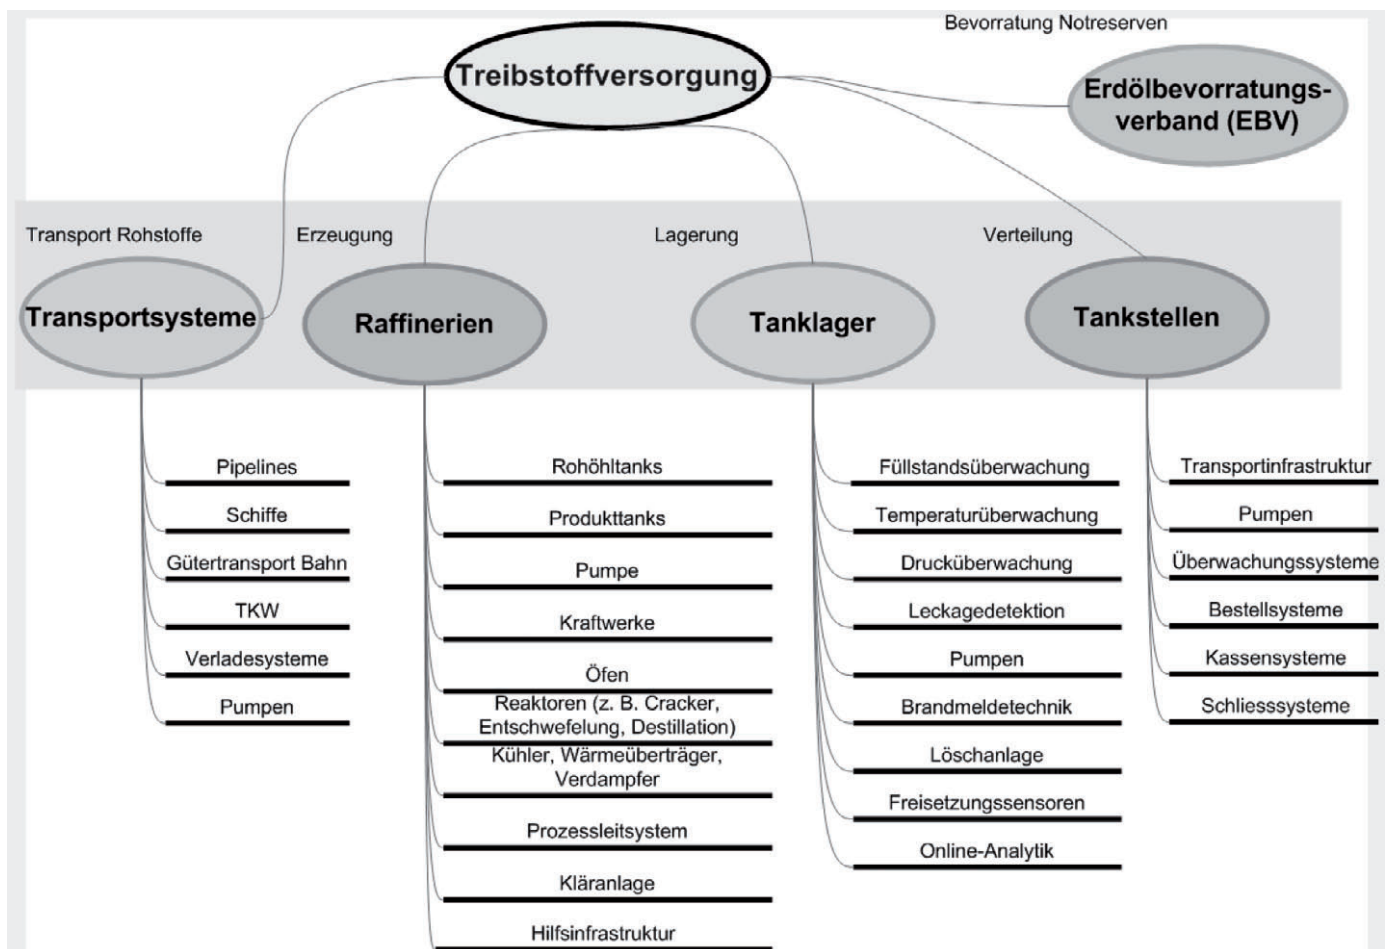 Bevorratung Notreserven
Treibstoffversorgung
Erdölbevorratungs-
verband (EBV)
Transport Rohstoffe
Erzeugung
Lagerung
Verteilung
Transportsysteme
Raffinerien
Tanklager
Tankstellen
Pipelines
Schiffe
Gütertransport Bahn
TKW
Verladesysteme
Pumpen
Rohöhltanks
Produkttanks
Pumpe
Kraftwerke
Öfen
Reaktoren (z. B. Cracker,
Entschwefelung, Destillation)
Kühler, Wärmeüberträger,
Verdampfer
Prozessleitsystem
Kläranlage
Hilfsinfrastruktur
Füllstandsüberwachung
Temperaturüberwachung
Drucküberwachung
Leckagedetektion
Pumpen
Brandmeldetechnik
Löschanlage
Freisetzungssensoren
Online-Analytik
Transportinfrastruktur
Pumpen
Überwachungssysteme
Bestellsysteme
Kassensysteme
Schliesssysteme